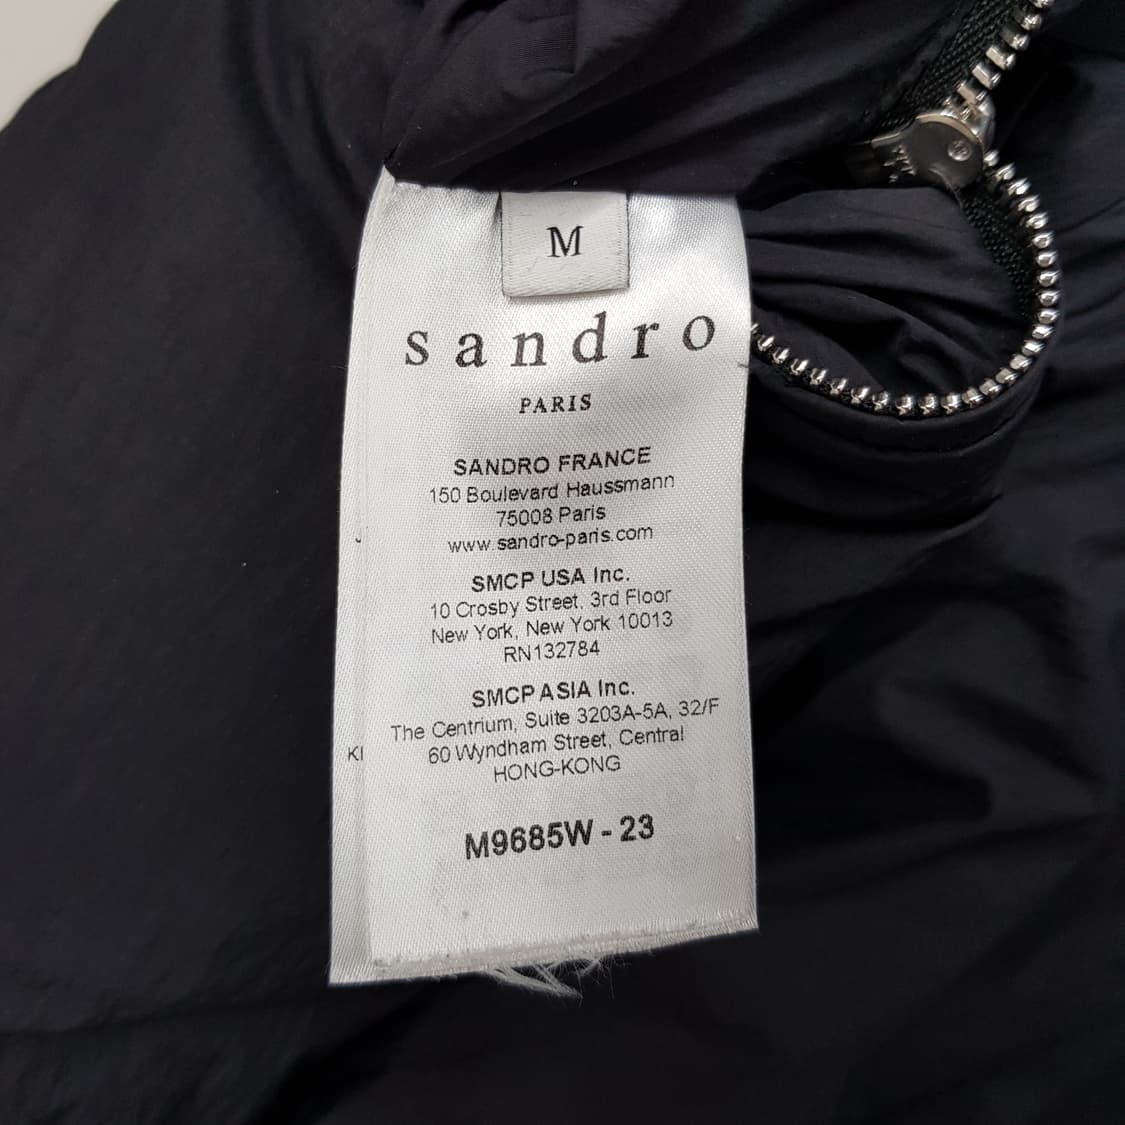 M
sandro
PARIS
SANDRO FRANCE
150 Boulevard Haussmann
75008 Paris
www.sandro-paris.com
SMCP USA Inc.
10 Crosby Street, 3rd Floor
New York, New York 10013
RN132784
SMCP ASIA Inc.
The Centrium, Suite 3203A-5A, 32/F
60 Wyndham Street, Central
HONG-KONG
M9685W - 23